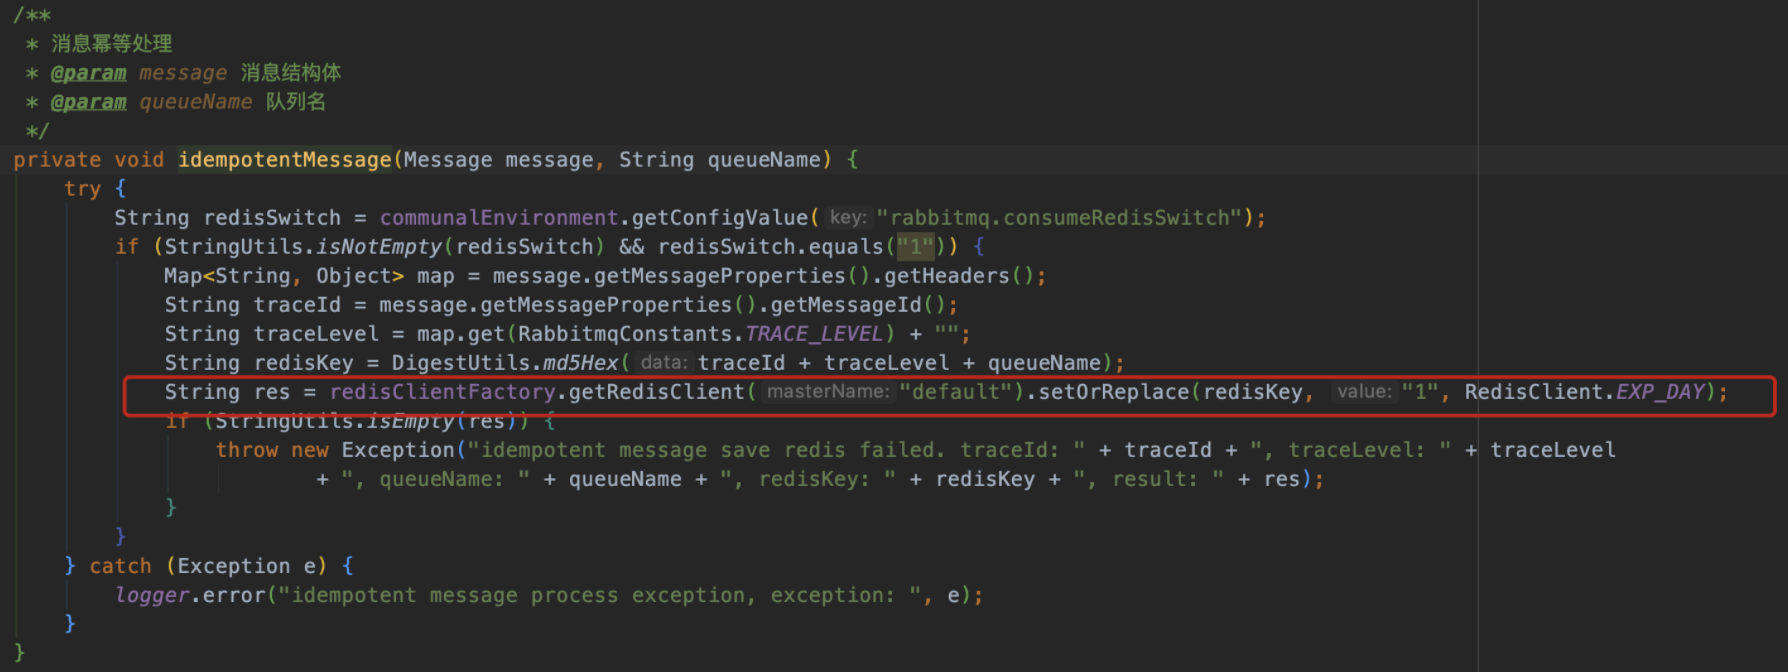 /**
 * 消息幂等处理
 * @param message 消息结构体
 * @param queueName 队列名
 */
private void idempotentMessage(Message message, String queueName) {
    try {
        String redisSwitch = communalEnvironment.getConfigValue( key: "rabbitmq.consumeRedisSwitch");
        if (StringUtils.isNotEmpty(redisSwitch) && redisSwitch.equals("1")) {
            Map<String, Object> map = message.getMessageProperties().getHeaders();
            String traceId = message.getMessageProperties().getMessageId();
            String traceLevel = map.get(RabbitmqConstants.TRACE_LEVEL) + "";
            String redisKey = DigestUtils.md5Hex( data: traceId + traceLevel + queueName);
            String res = redisClientFactory.getRedisClient( masterName: "default").setOrReplace(redisKey, value: "1", RedisClient.EXP_DAY);
            if (StringUtils.isEmpty(res)) {
                throw new Exception("idempotent message save redis failed. traceId: " + traceId + ", traceLevel: " + traceLevel
                        + ", queueName: " + queueName + ", redisKey: " + redisKey + ", result: " + res);
            }
        }
    } catch (Exception e) {
        logger.error("idempotent message process exception, exception: ", e);
    }
}